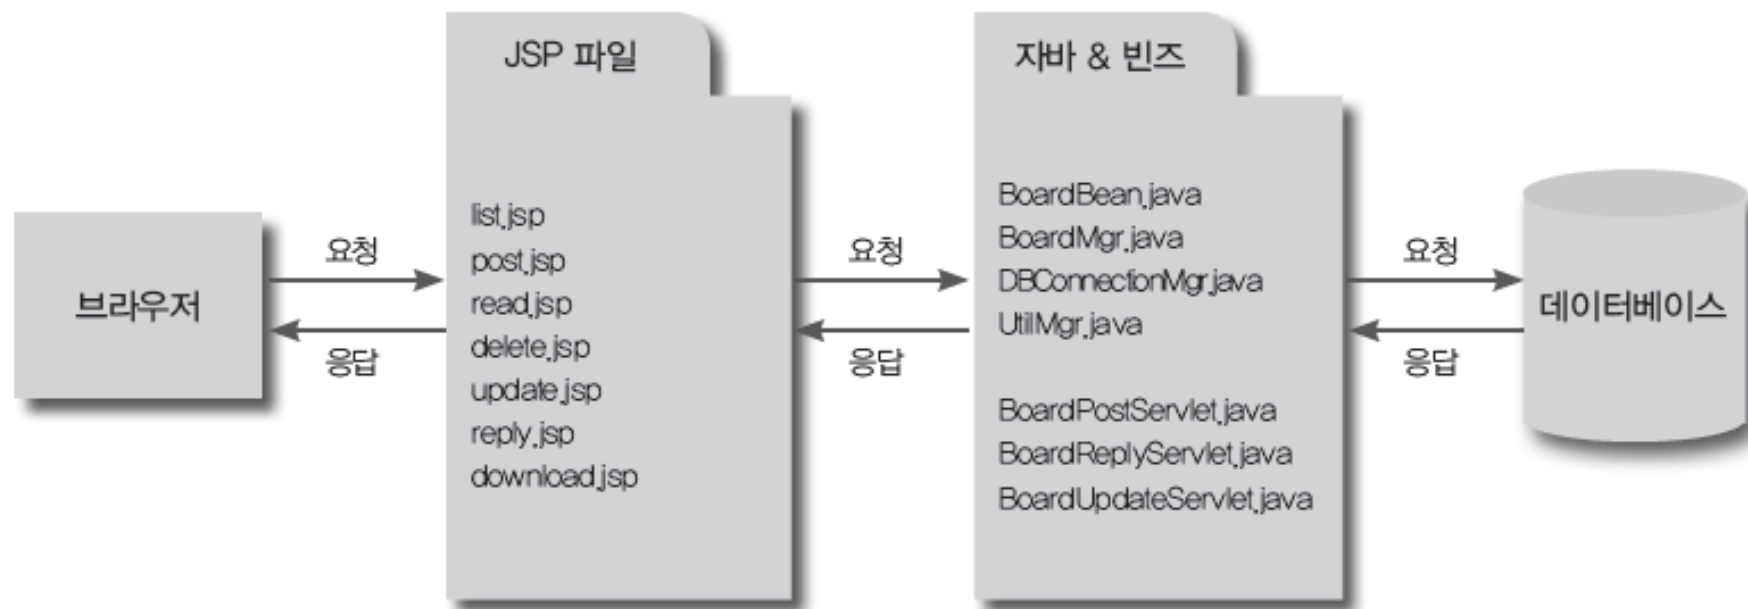 JSP 파일
자바 & 빈즈
브라우저
요청
응답
list.jsp
post.jsp
read.jsp
delete.jsp
update.jsp
reply.jsp
download.jsp
요청
응답
BoardBean.java
BoardMgr.java
DBConnectionMgr.java
UtilMgr.java
BoardPostServlet.java
BoardReplyServlet.java
BoardUpdateServlet.java
요청
응답
데이터베이스